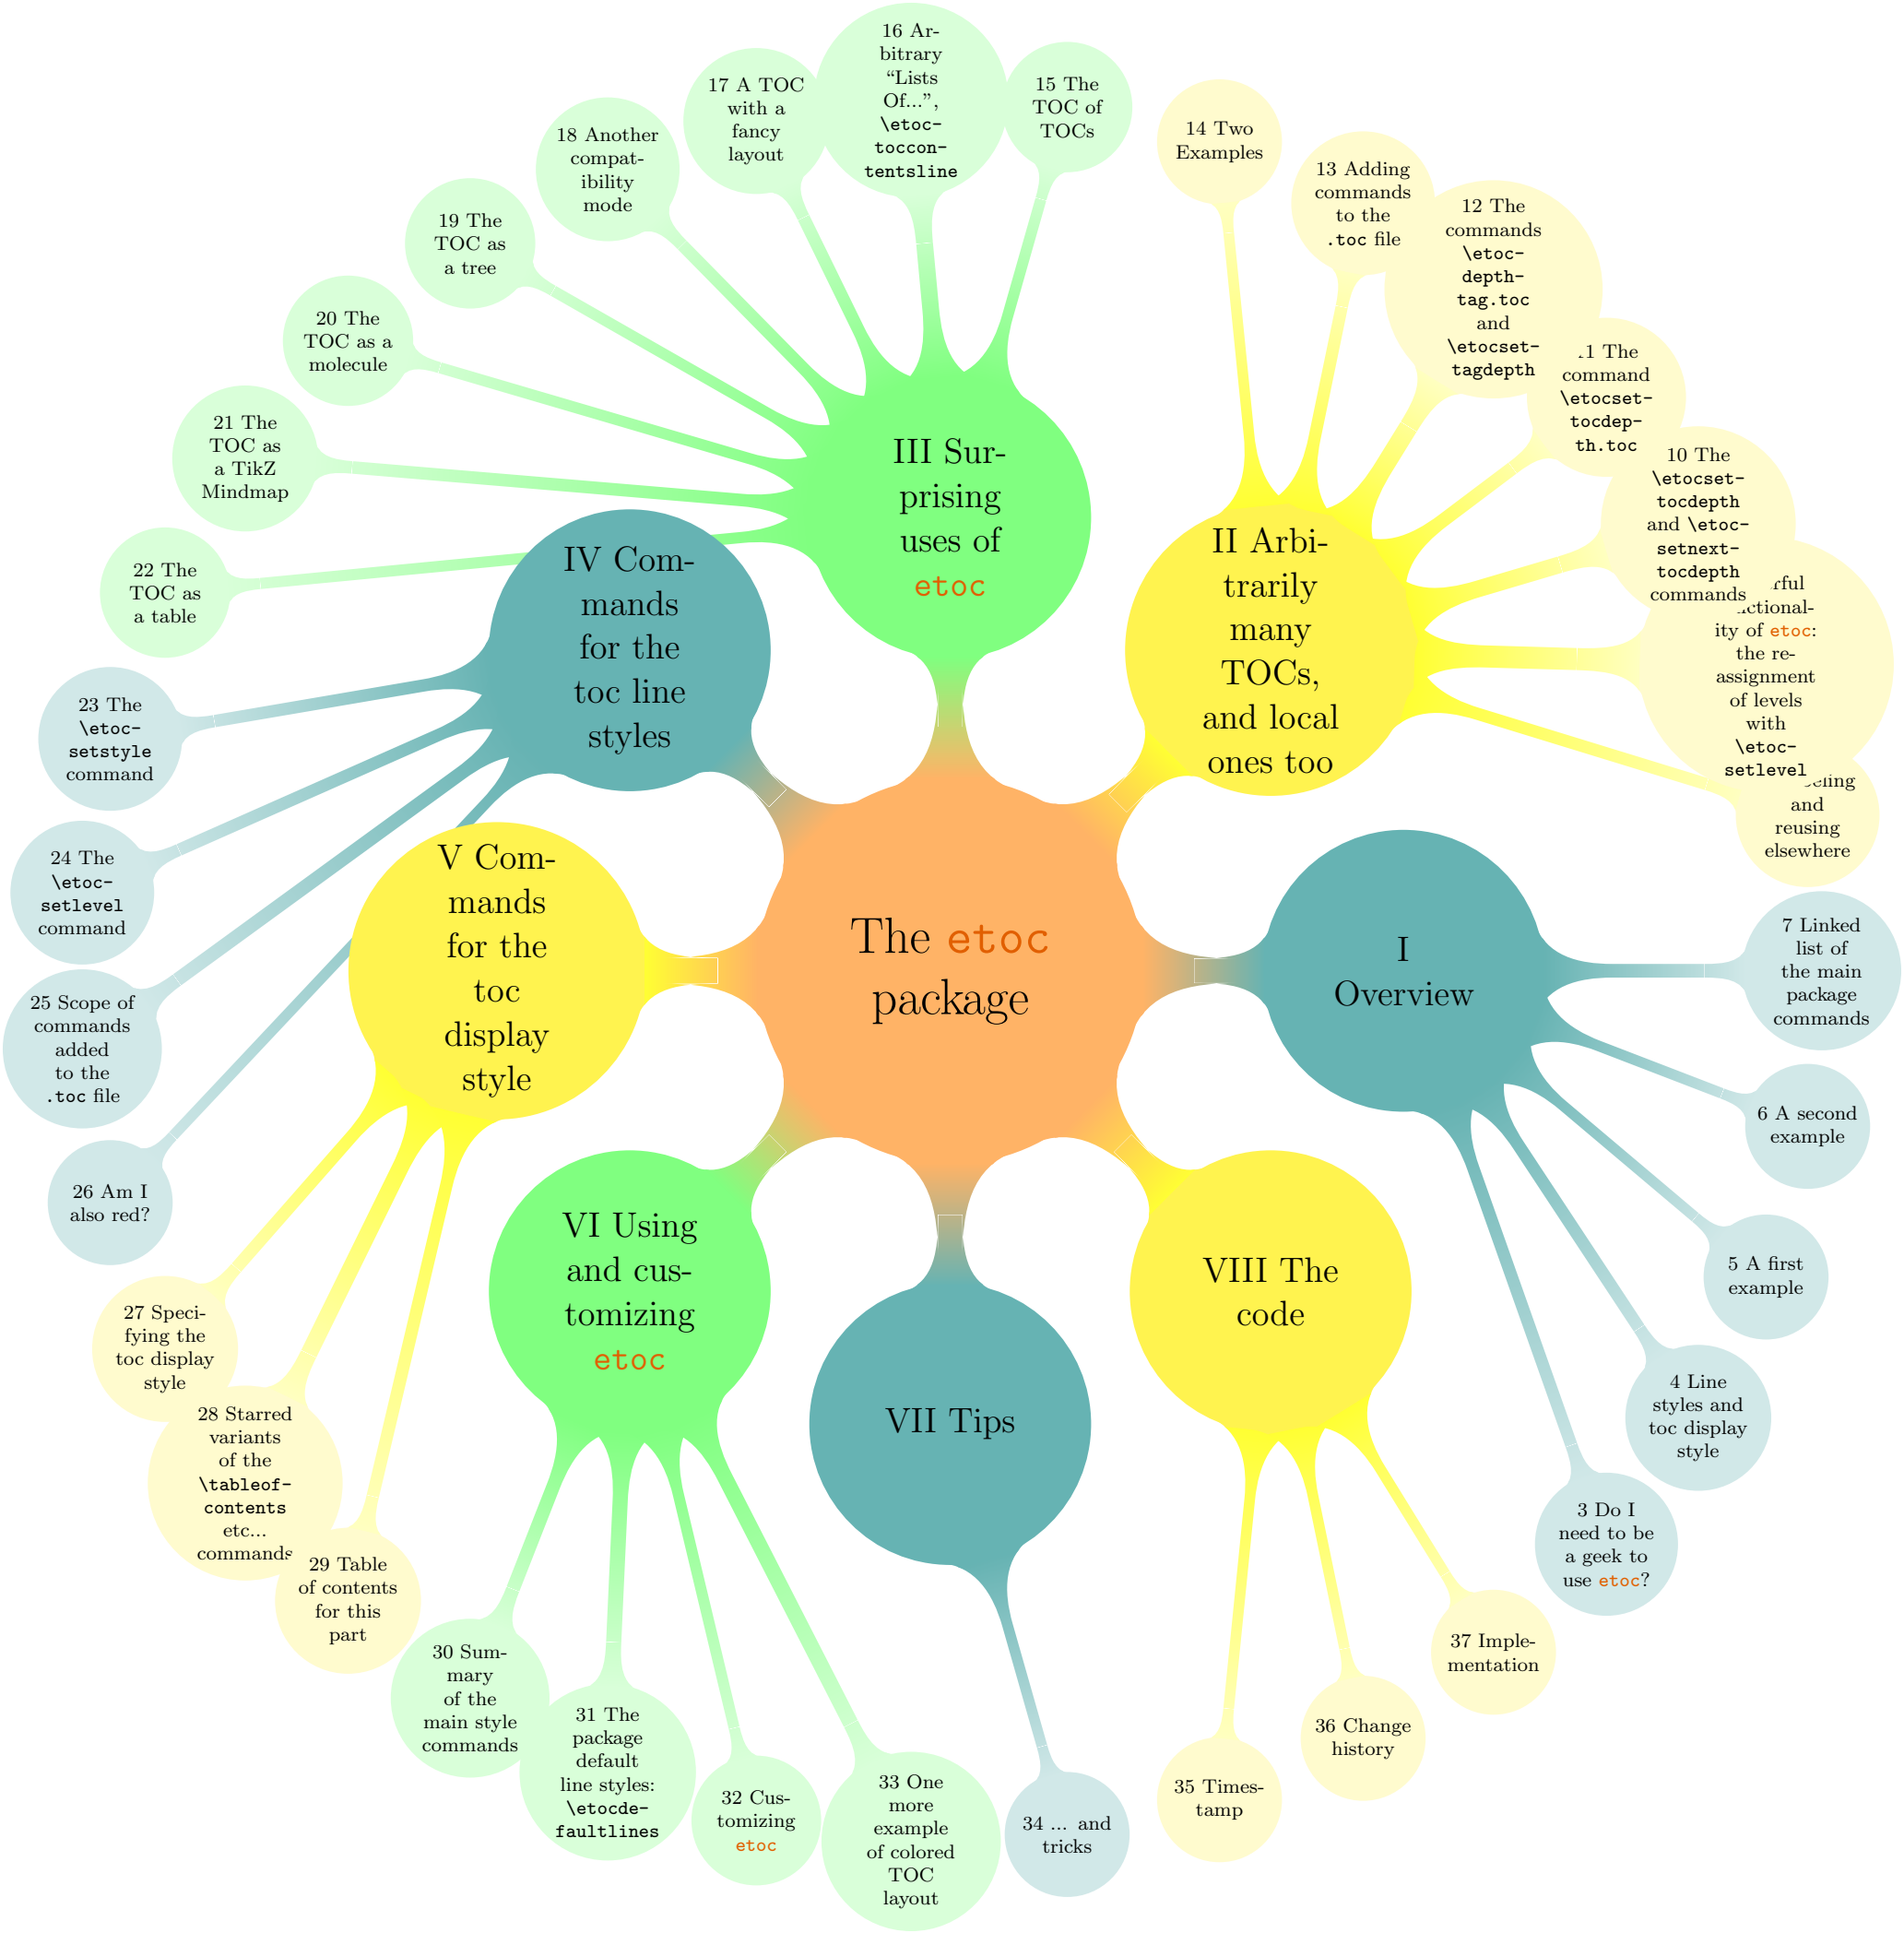 The etoc
package
I
Overview
3 Do I
need to be
a geek to
use etoc?
4 Line
styles and
toc display
style
5 A first
example
6 A second
example
7 Linked
list of
the main
package
commands
II Arbi-
trarily
many
TOCs,
and local
ones too
and
reusing
elsewhere
ity of etoc:
the re-
assignment
of levels
with
\etoc-
setlevel
10 The
\etocset-
tocdepth
and \etoc-
setnext-
tocdepth
commands
The
command
\etocset-
tocdep-
th.toc
12 The
commands
\etoc-
depth-
tag.toc
and
\etocset-
tagdepth
13 Adding
commands
to the
.toc file
14 Two
Examples
III Sur-
prising
uses of
etoc
15 The
TOC of
TOCs
16 Ar-
bitrary
“Lists
Of...”,
\etoc-
toccon-
tentsline
17 A TOC
with a
fancy
layout
18 Another
compat-
ibility
mode
19 The
TOC as
a tree
20 The
TOC as a
molecule
21 The
TOC as
a TikZ
Mindmap
22 The
TOC as
a table
IV Com-
mands
for the
toc line
styles
23 The
\etoc-
setstyle
command
24 The
\etoc-
setlevel
command
25 Scope of
commands
added
to the
.toc file
26 Am I
also red?
V Com-
mands
for the
toc
display
style
27 Speci-
fying the
toc display
style
28 Starred
variants
of the
\tableof-
contents
etc...
commands
29 Table
of contents
for this
part
VI Using
and cus-
tomizing
etoc
30 Sum-
mary
of the
main style
commands
31 The
package
default
line styles:
\etocde-
faultlines
32 Cus-
tomizing
etoc
33 One
more
example
of colored
TOC
layout
VII Tips
34 ... and
tricks
VIII The
code
35 Times-
tamp
36 Change
history
37 Imple-
mentation